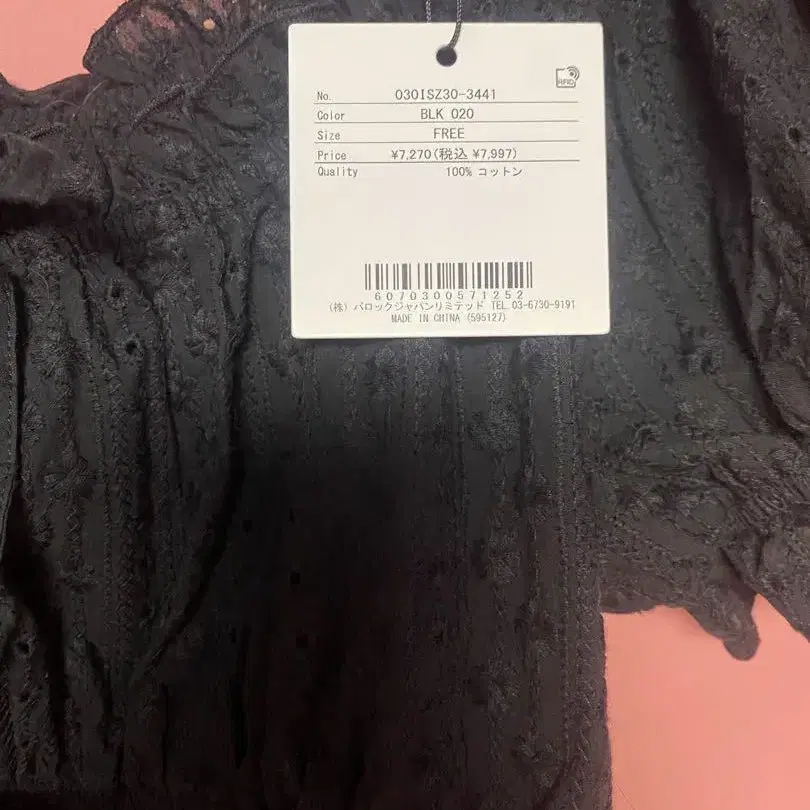 RFID
No. 030ISZ30-3441
Color BLK 020
Size FREE
Price ¥7,270(税込 ¥7,997)
Quality 100% コットン
6070300571252
(株) バロックジャパンリミテッド TEL 03-6730-9191
MADE IN CHINA (595127)